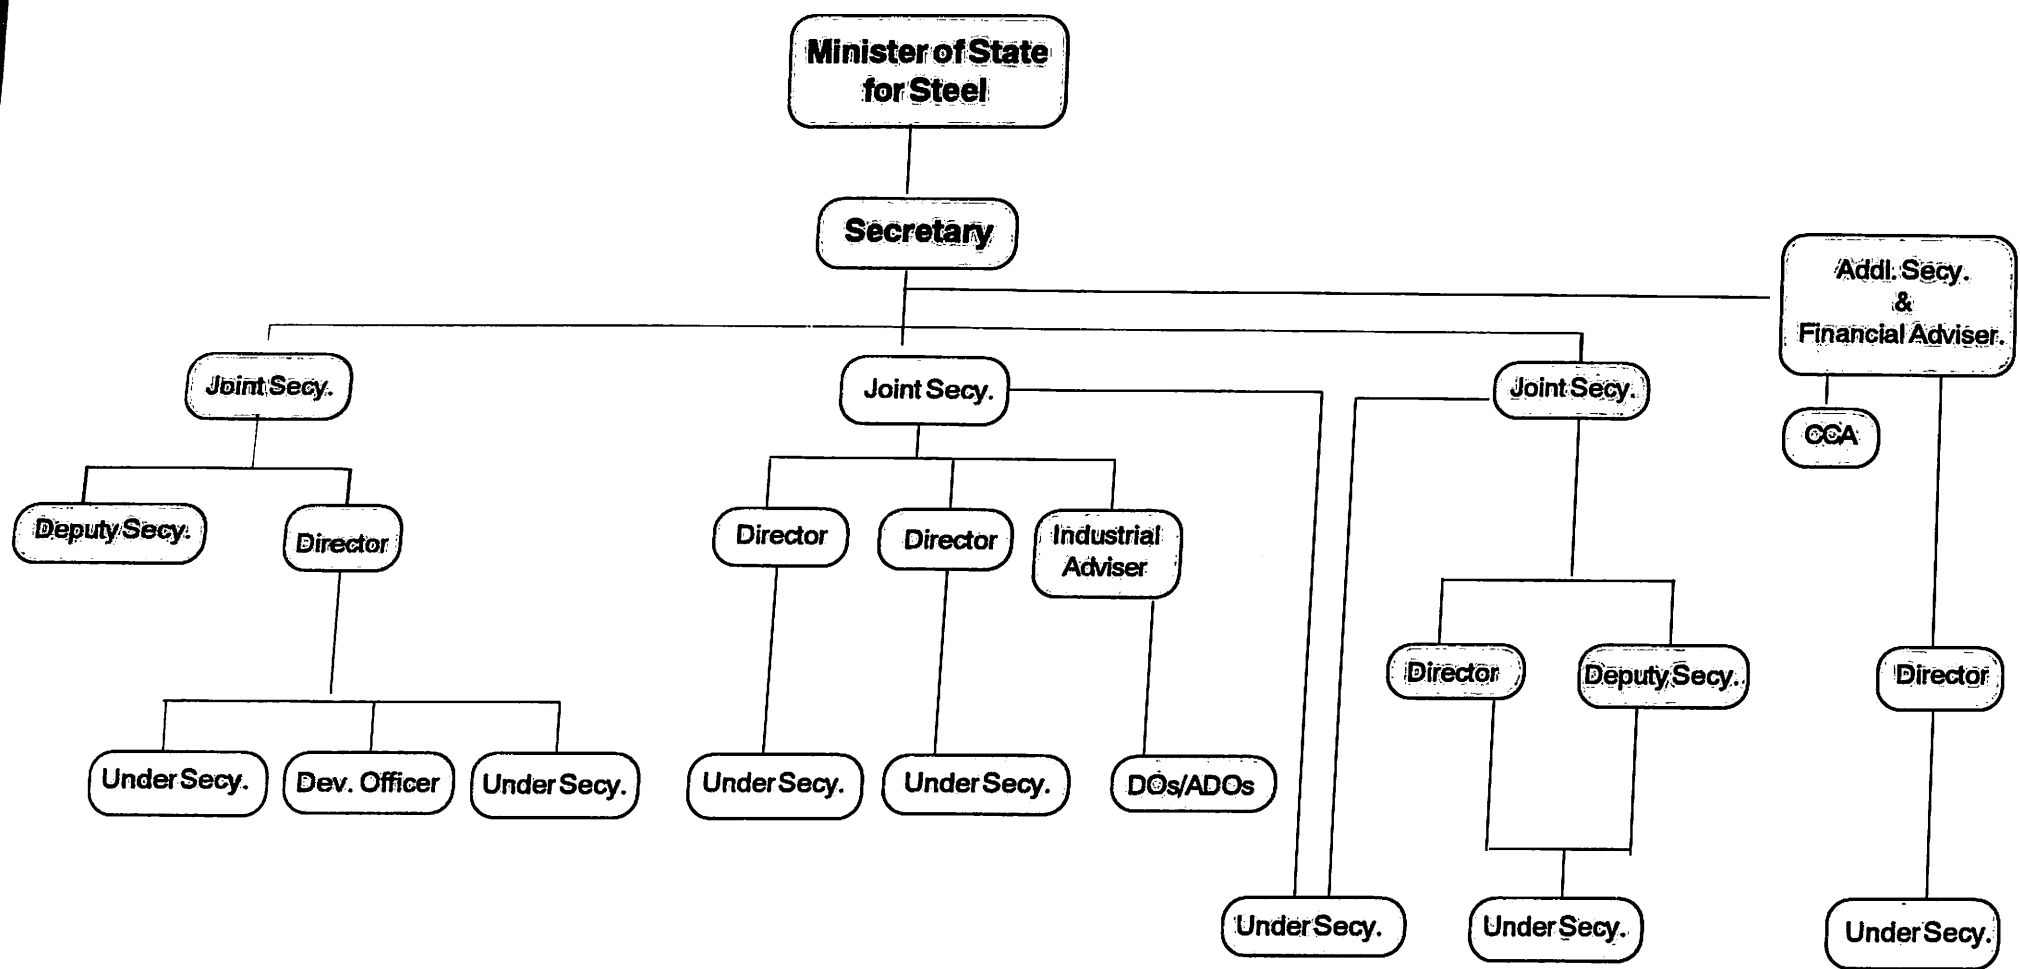 Minister of State
for Steel
Secretary
Addl. Secy.
&
Financial Adviser.
Joint Secy.
Joint Secy.
Joint Secy.
CCA
Deputy Secy.
Director
Director
Director
Industrial
Adviser
Director
Deputy Secy..
Director
Under Secy.
Dev. Officer
Under Secy.
Under Secy.
Under Secy.
DOs/ADOs
Under Secy.
Under Secy.
Under Secy.